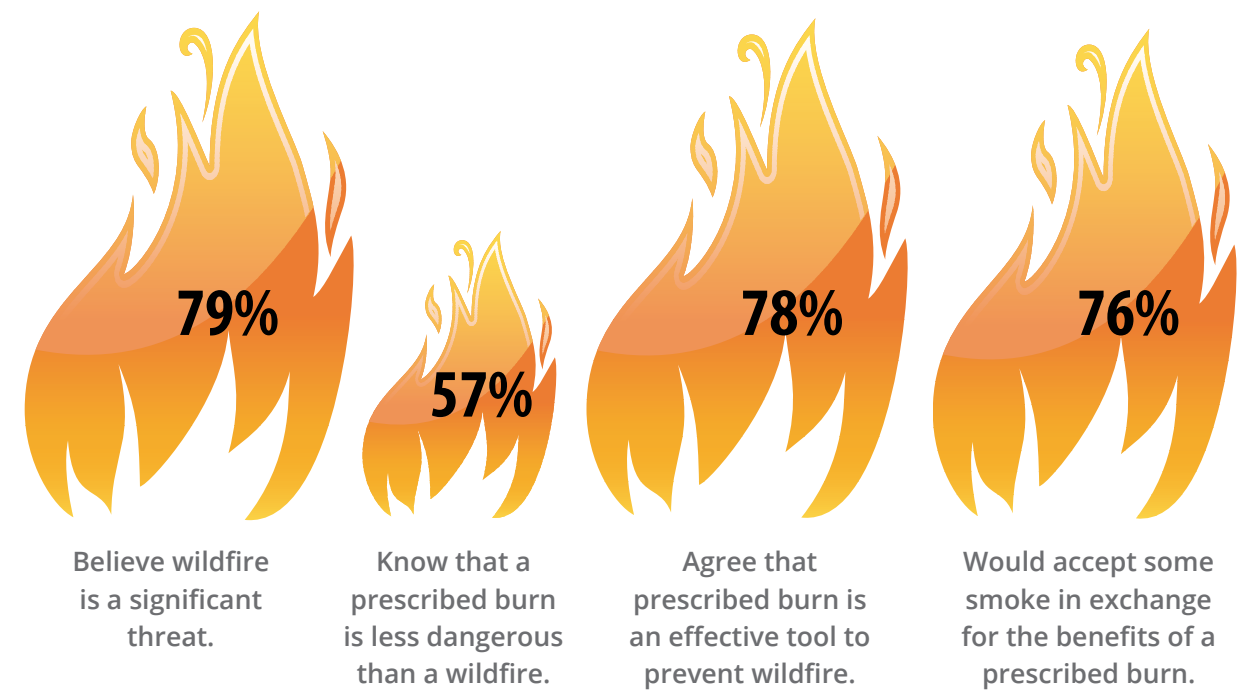 79%
57%
78%
76%
Believe wildfire
is a significant
threat.
Know that a
prescribed burn
is less dangerous
than a wildfire.
Agree that
prescribed burn is
an effective tool to
prevent wildfire.
Would accept some
smoke in exchange
for the benefits of a
prescribed burn.